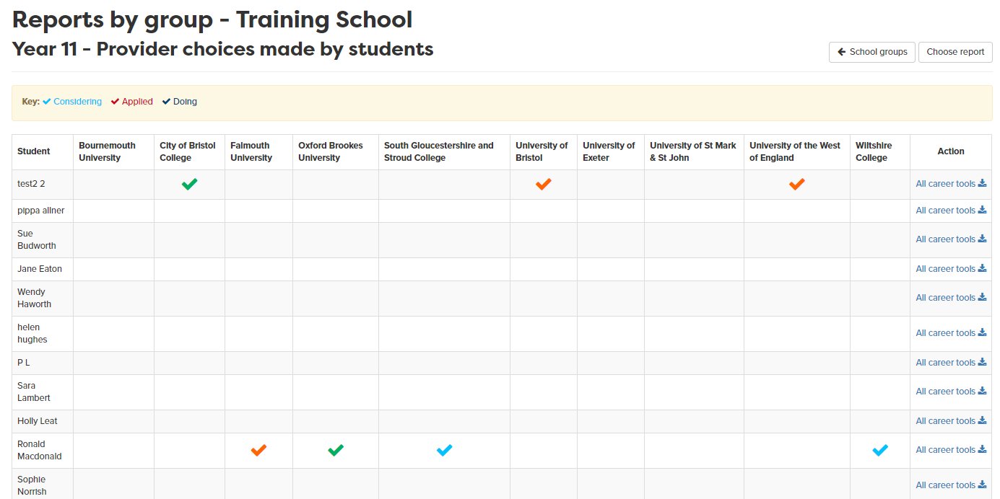 Reports by group - Training School
Year 11 - Provider choices made by students
School groups
Choose report
Key: Considering Applied Doing
Student
Bournemouth
University
City of Bristol
College
Falmouth
University
Oxford Brookes
University
South Gloucestershire and
Stroud College
University of
Bristol
University of
Exeter
University of St Mark
& St John
University of the West
of England
Wiltshire
College
Action
test2 2
All career tools
pippa allner
All career tools
Sue
Budworth
All career tools
Jane Eaton
All career tools
Wendy
Haworth
All career tools
helen
hughes
All career tools
P L
All career tools
Sara
Lambert
All career tools
Holly Leat
All career tools
Ronald
Macdonald
All career tools
Sophie
Norrish
All career tools